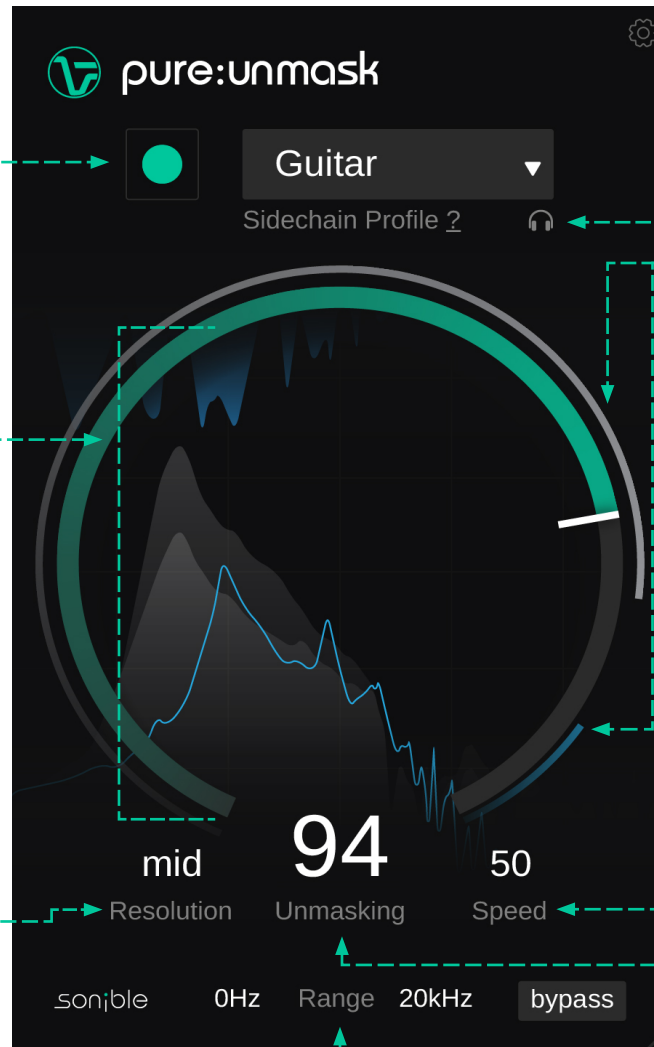 pure:unmask
Guitar
Sidechain Profile ?
94
mid
50
Resolution
Unmasking
Speed
sonible
0Hz
Range
20kHz
bypass